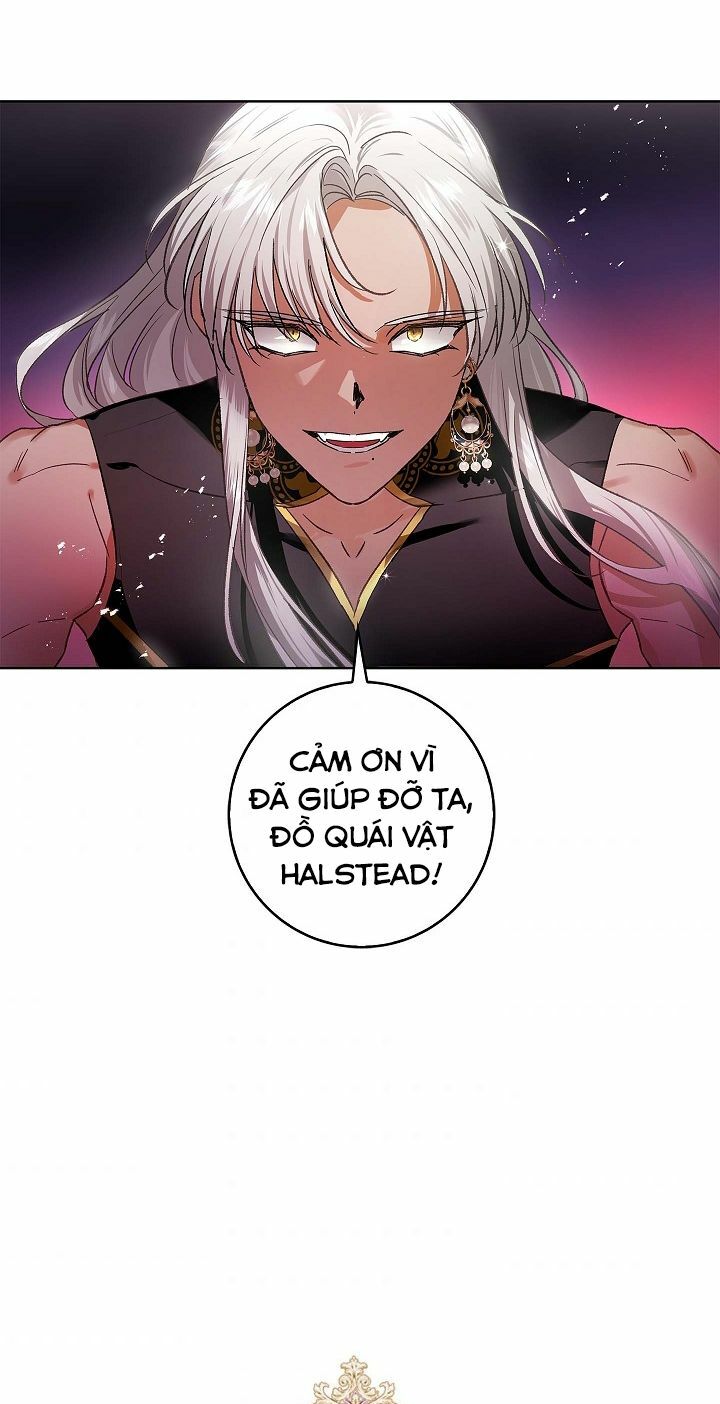 CẢM ƠN VÌ
ĐÃ GIÚP ĐỠ TA,
ĐỒ QUÁI VẬT
HALSTEAD!